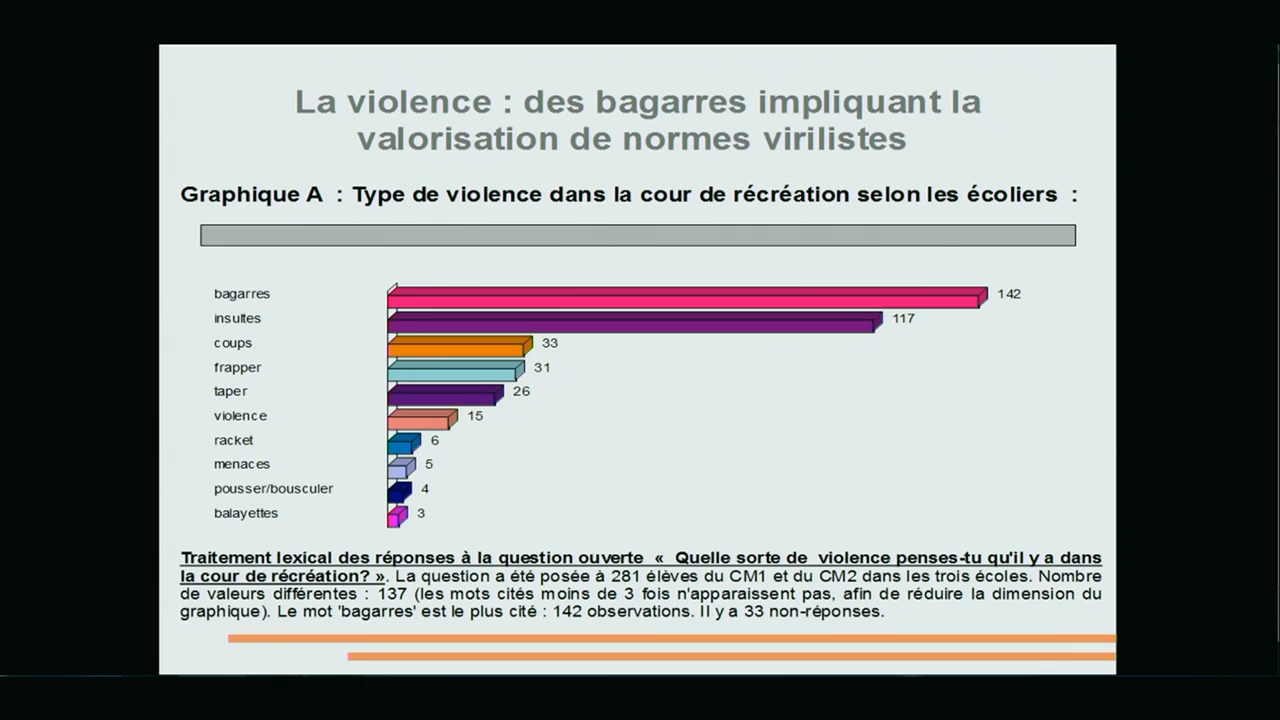 La violence : des bagarres impliquant la
valorisation de normes virilistes
Graphique A : Type de violence dans la cour de récréation selon les écoliers :
bagarres 142
insultes 117
coups 33
frapper 31
taper 26
violence 15
racket 6
menaces 5
pousser/bousculer 4
balayettes 3
Traitement lexical des réponses à la question ouverte « Quelle sorte de violence penses-tu qu'il y a dans
la cour de récréation? ». La question a été posée à 281 élèves du CM1 et du CM2 dans les trois écoles. Nombre
de valeurs différentes : 137 (les mots cités moins de 3 fois n'apparaissent pas, afin de réduire la dimension du
graphique). Le mot 'bagarres' est le plus cité : 142 observations. Il y a 33 non-réponses.